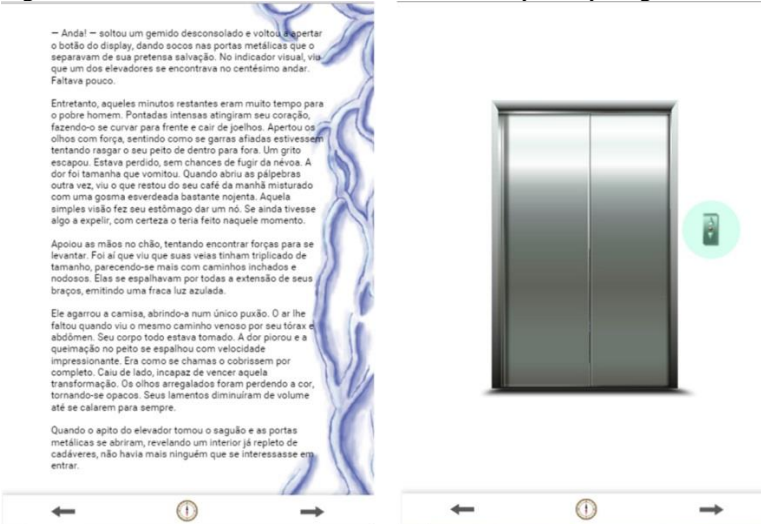 — Anda! — soltou um gemido desconsolado e voltou a apertar
o botão do display, dando socos nas portas metálicas que o
separavam de sua pretensa salvação. No indicador visual, viu
que um dos elevadores se encontrava no centésimo andar.
Faltava pouco.
Entretanto, aqueles minutos restantes eram muito tempo para
o pobre homem. Pontadas intensas atingiram seu coração,
fazendo-o se curvar para frente e cair de joelhos. Apertou os
olhos com força, sentindo como se garras afiadas estivessem
tentando rasgar o seu peito de dentro para fora. Um grito
escapou. Estava perdido, sem chances de fugir da névoa. A
dor foi tamanha que vomitou. Quando abriu as pálpebras
outra vez, viu o que restou do seu café da manhã misturado
com uma gosma esverdeada bastante nojenta. Aquela
simples visão fez seu estômago dar um nó. Se ainda tivesse
algo a expelir, com certeza o teria feito naquele momento.
Apoiou as mãos no chão, tentando encontrar forças para se
levantar. Foi aí que viu que suas veias tinham triplicado de
tamanho, parecendo-se mais com caminhos inchados e
nodosos. Elas se espalhavam por todas a extensão de seus
braços, emitindo uma fraca luz azulada.
Ele agarrou a camisa, abrindo-a num único puxão. O ar lhe
faltou quando viu o mesmo caminho venoso por seu tórax e
abdômen. Seu corpo todo estava tomado. A dor piorou e a
queimação no peito se espalhou com velocidade
impressionante. Era como se chamas o cobrissem por
completo. Caiu de lado, incapaz de vencer aquela
transformação. Os olhos arregalados foram perdendo a cor,
tornando-se opacos. Seus lamentos diminuíram de volume
até se calarem para sempre.
Quando o apito do elevador tomou o saguão e as portas
metálicas se abriram, revelando um interior já repleto de
cadáveres, não havia mais ninguém que se interessasse em
entrar.